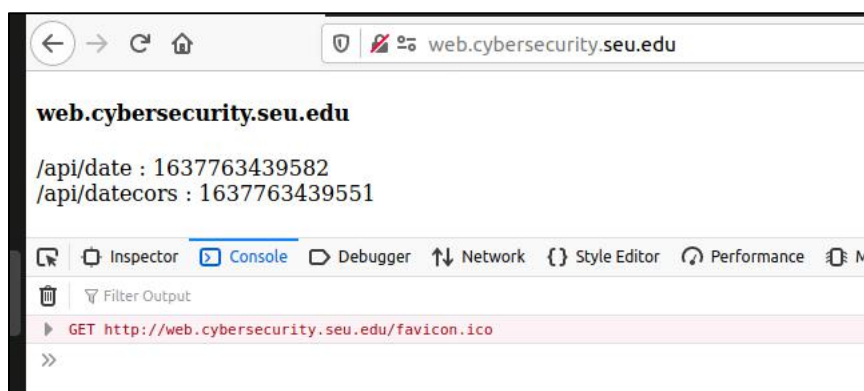 web.cybersecurity.seu.edu
web.cybersecurity.seu.edu
/api/date : 1637763439582
/api/datecors : 1637763439551
Inspector Console Debugger Network {} Style Editor Performance
Filter Output
GET http://web.cybersecurity.seu.edu/favicon.ico
>>